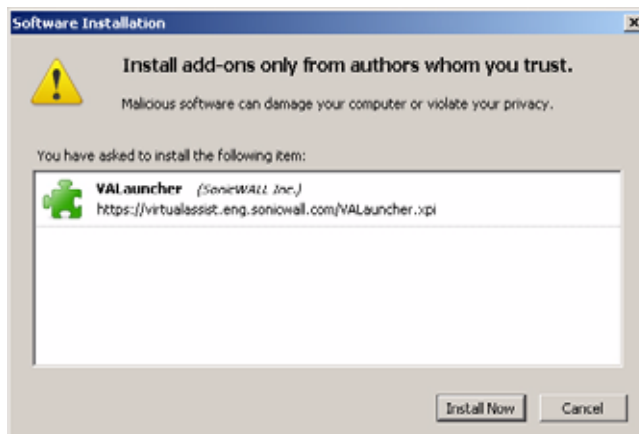 Software Installation
Install add-ons only from authors whom you trust.
Malicious software can damage your computer or violate your privacy.
You have asked to install the following item:
VALauncher (SonicWALL Inc.)
https://virtualassist.eng.sonicwall.com/VALauncher.xpi
Install Now Cancel